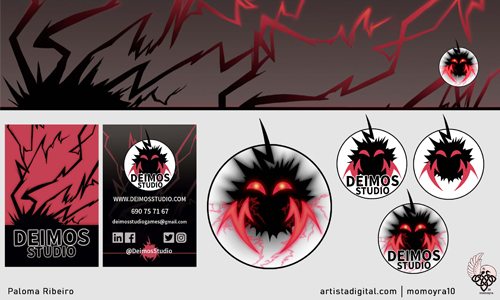 DEIMOS
STUDIO
WWW.DEIMOSSTUDIO.COM
690 75 71 67
deimosstudiogames@gmail.com
@DeimosStudio
DEIMOS
STUDIO
DEIMOS
STUDIO
DEIMOS
STUDIO
Paloma Ribeiro
artistadigital.com | momoyra10